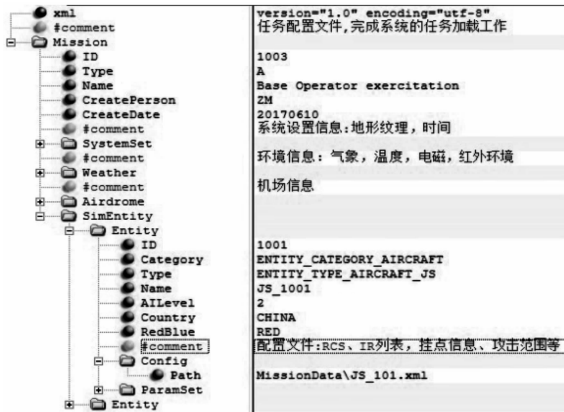 xml version="1.0" encoding="utf-8"
#comment 任务配置文件,完成系统的任务加载工作
Mission
ID 1003
Type A
Name Base Operator exercitation
CreatePerson ZM
CreateDate 20170610
#comment 系统设置信息:地形纹理，时间
SystemSet
#comment 环境信息：气象，温度，电磁，红外环境
Weather
#comment 机场信息
Airdrome
SimEntity
Entity
ID 1001
Category ENTITY_CATEGORY_AIRCRAFT
Type ENTITY_TYPE_AIRCRAFT_JS
Name JS_1001
AILevel 2
Country CHINA
RedBlue RED
#comment 配置文件:RCS、IR列表，挂点信息、攻击范围等
Config
Path MissionData\JS_101.xml
ParamSet
Entity